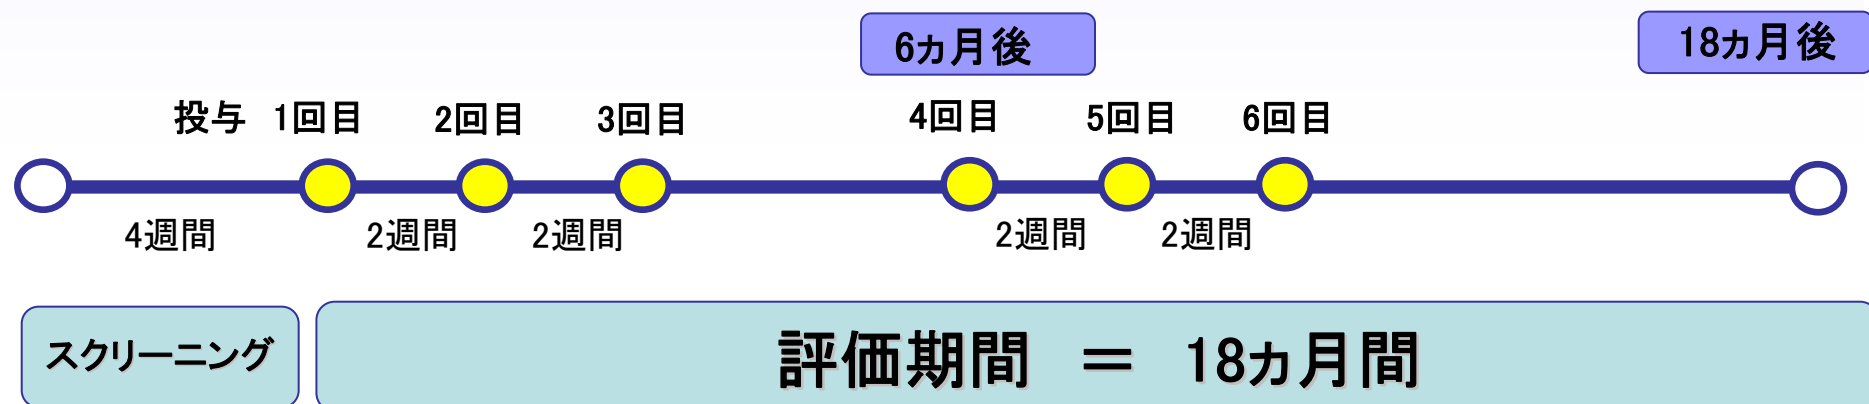 6ヵ月後
18ヵ月後
投与 1回目 2回目 3回目 4回目 5回目 6回目
4週間 2週間 2週間 2週間 2週間
スクリーニング
評価期間 = 18ヵ月間